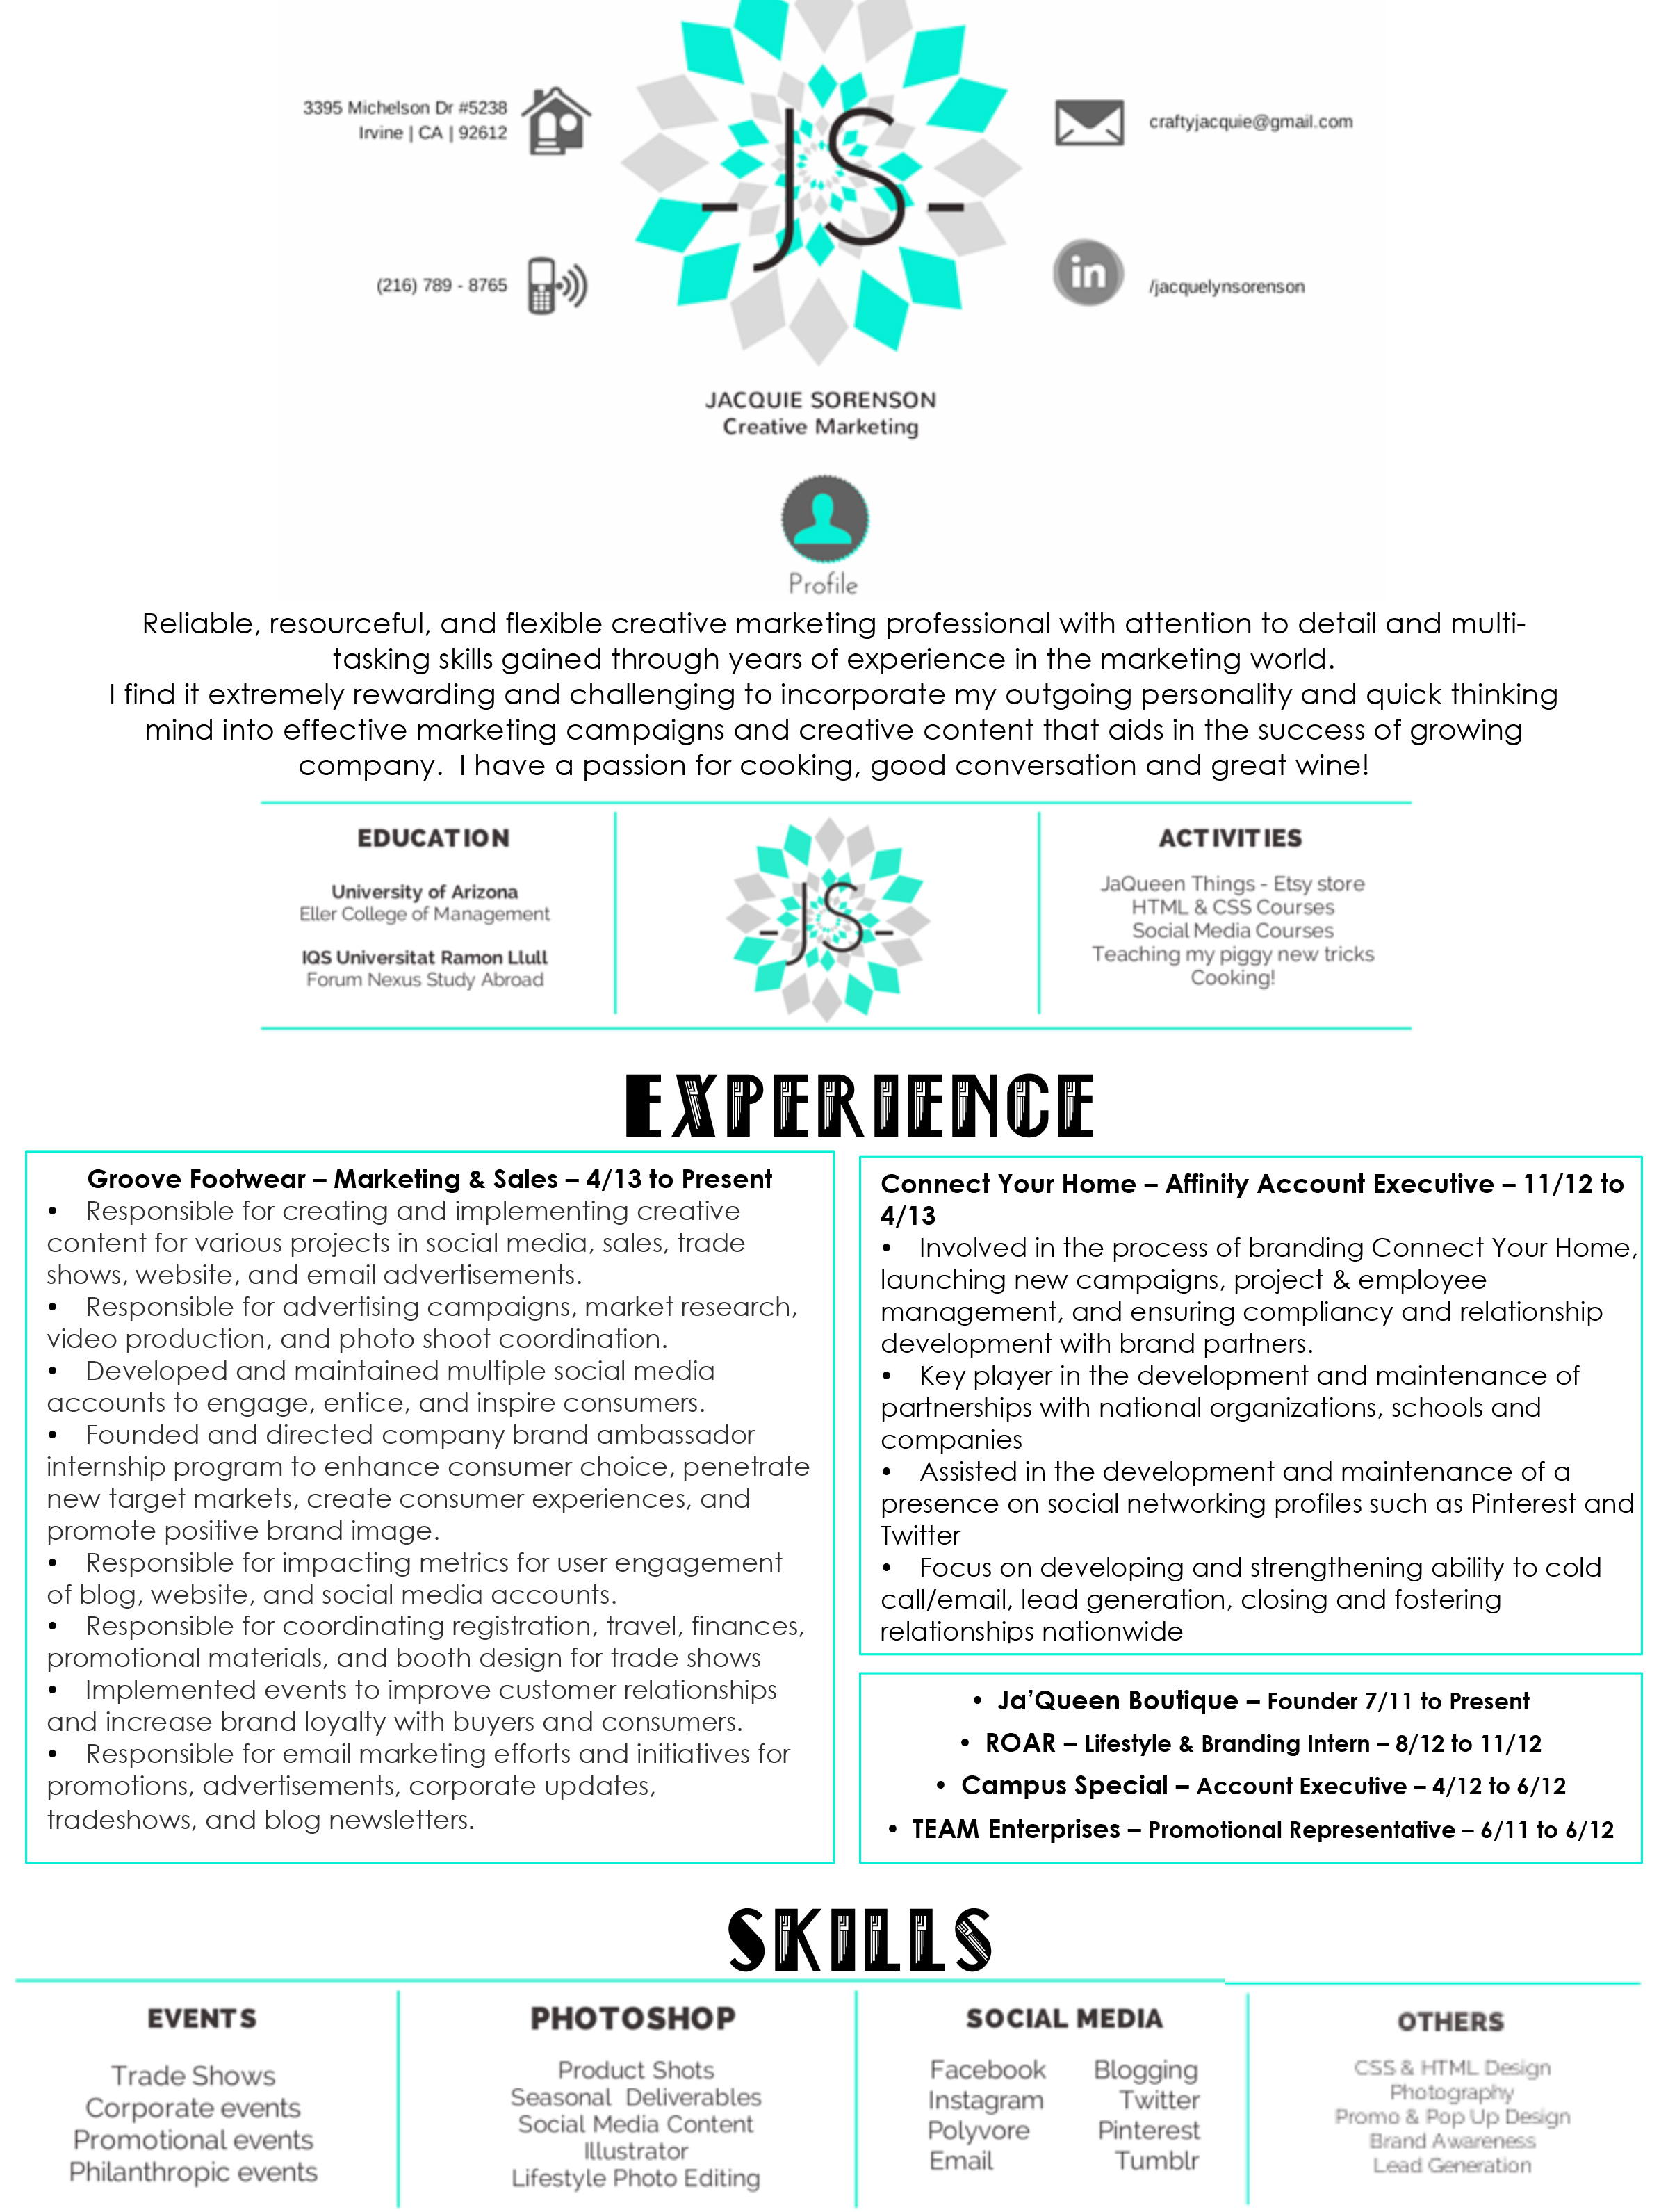 3395 Michelson Dr #5238
Irvine | CA | 92612
craftyjacquie@gmail.com
-JS-
(216) 789 - 8765
in
/jacquelynsorenson
JACQUIE SORENSON
Creative Marketing
Profile
Reliable, resourceful, and flexible creative marketing professional with attention to detail and multi-
tasking skills gained through years of experience in the marketing world.
I find it extremely rewarding and challenging to incorporate my outgoing personality and quick thinking
mind into effective marketing campaigns and creative content that aids in the success of growing
company.  I have a passion for cooking, good conversation and great wine!
EDUCATION
University of Arizona
Eller College of Management
IQS Universitat Ramon Llull
Forum Nexus Study Abroad
-JS-
ACTIVITIES
JaQueen Things - Etsy store
HTML & CSS Courses
Social Media Courses
Teaching my piggy new tricks
Cooking!
EXPERIENCE
Groove Footwear – Marketing & Sales – 4/13 to Present
• Responsible for creating and implementing creative
content for various projects in social media, sales, trade
shows, website, and email advertisements.
• Responsible for advertising campaigns, market research,
video production, and photo shoot coordination.
• Developed and maintained multiple social media
accounts to engage, entice, and inspire consumers.
• Founded and directed company brand ambassador
internship program to enhance consumer choice, penetrate
new target markets, create consumer experiences, and
promote positive brand image.
• Responsible for impacting metrics for user engagement
of blog, website, and social media accounts.
• Responsible for coordinating registration, travel, finances,
promotional materials, and booth design for trade shows
• Implemented events to improve customer relationships
and increase brand loyalty with buyers and consumers.
• Responsible for email marketing efforts and initiatives for
promotions, advertisements, corporate updates,
tradeshows, and blog newsletters.
Connect Your Home – Affinity Account Executive – 11/12 to
4/13
• Involved in the process of branding Connect Your Home,
launching new campaigns, project & employee
management, and ensuring compliancy and relationship
development with brand partners.
• Key player in the development and maintenance of
partnerships with national organizations, schools and
companies
• Assisted in the development and maintenance of a
presence on social networking profiles such as Pinterest and
Twitter
• Focus on developing and strengthening ability to cold
call/email, lead generation, closing and fostering
relationships nationwide
• Ja’Queen Boutique – Founder 7/11 to Present
• ROAR – Lifestyle & Branding Intern – 8/12 to 11/12
• Campus Special – Account Executive – 4/12 to 6/12
• TEAM Enterprises – Promotional Representative – 6/11 to 6/12
SKILLS
EVENTS
Trade Shows
Corporate events
Promotional events
Philanthropic events
PHOTOSHOP
Product Shots
Seasonal  Deliverables
Social Media Content
Illustrator
Lifestyle Photo Editing
SOCIAL MEDIA
Facebook Blogging
Instagram Twitter
Polyvore Pinterest
Email Tumblr
OTHERS
CSS & HTML Design
Photography
Promo & Pop Up Design
Brand Awareness
Lead Generation